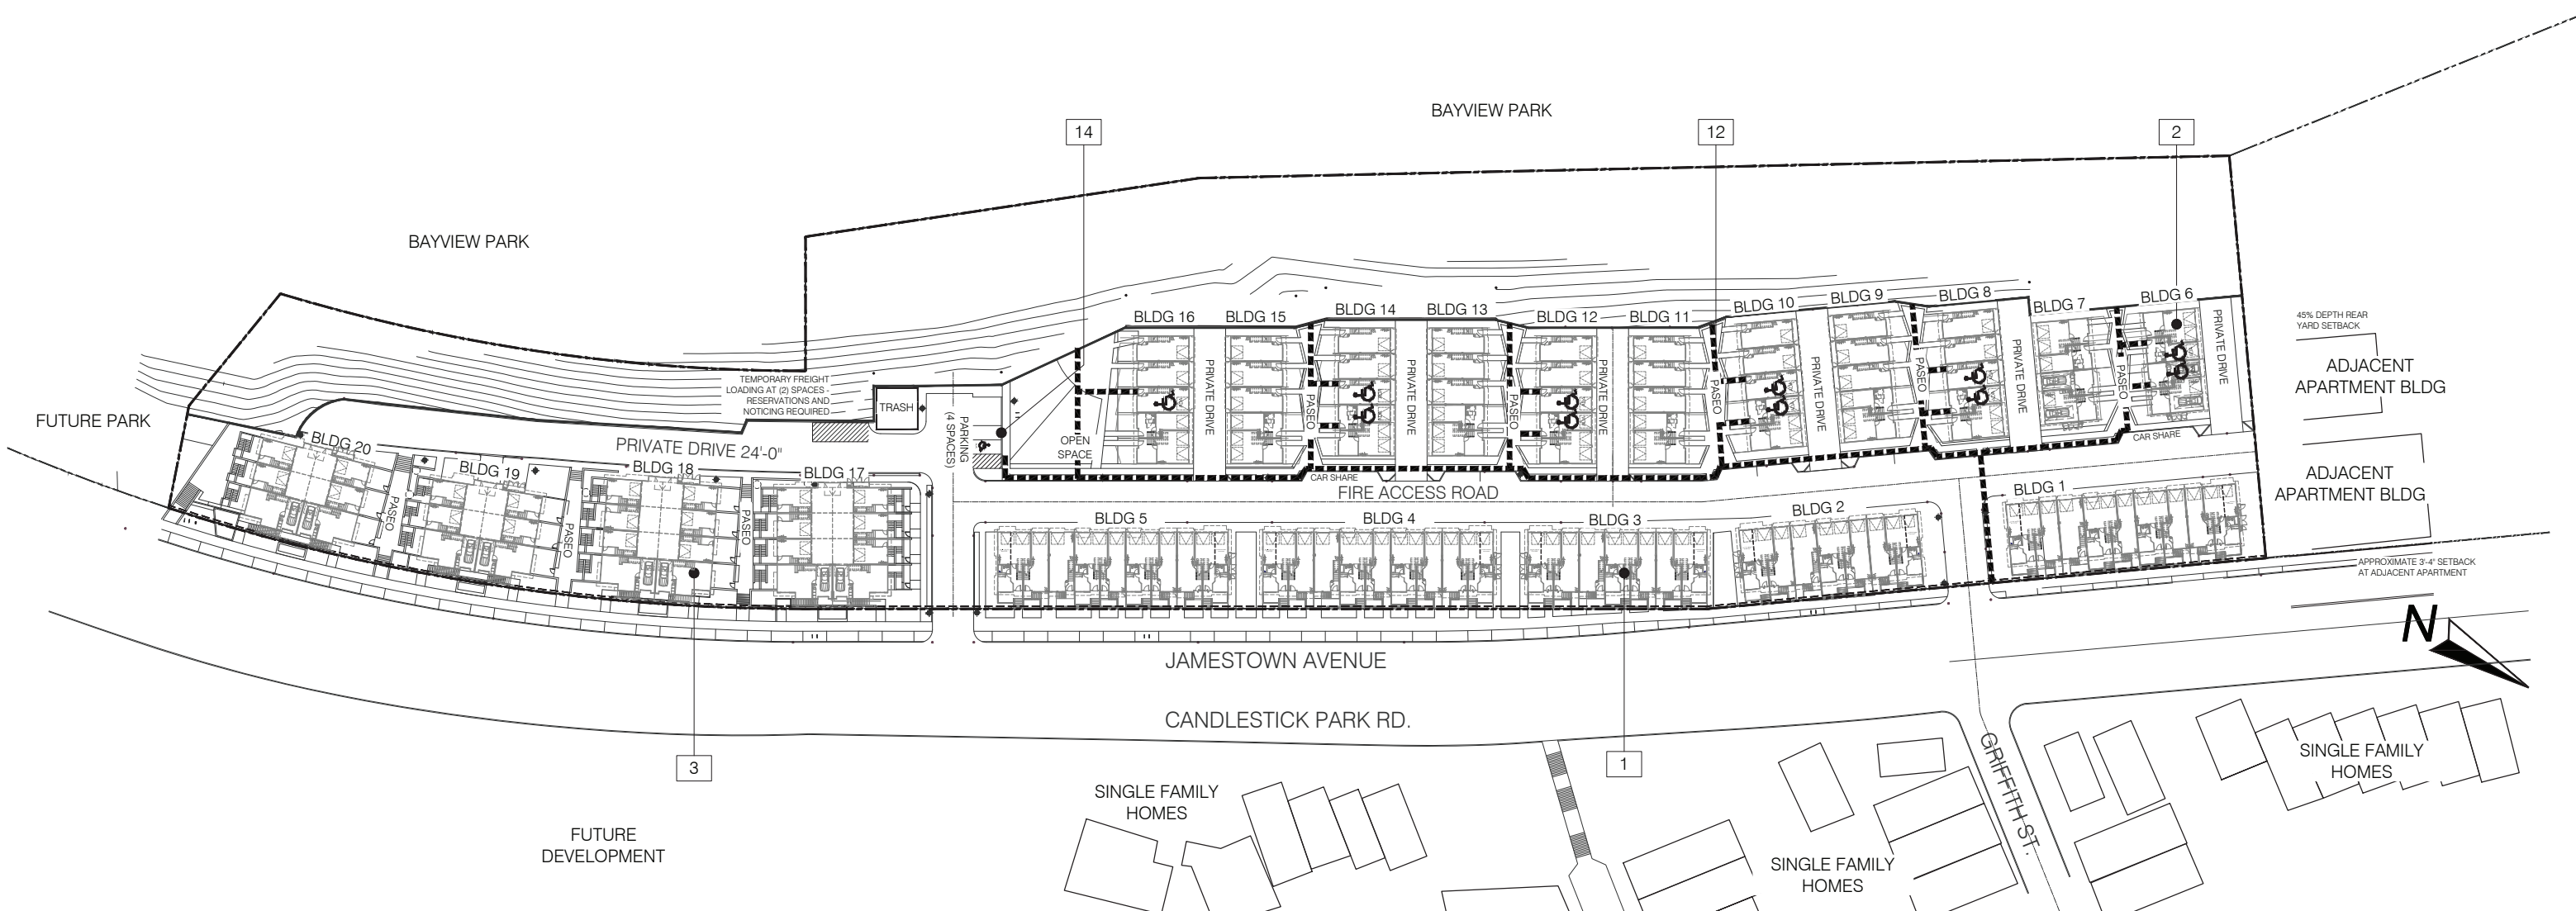 BAYVIEW PARK
14
12
2
BAYVIEW PARK
BLDG 16
BLDG 15
BLDG 14
BLDG 13
BLDG 12
BLDG 11
BLDG 10
BLDG 9
BLDG 8
BLDG 7
BLDG 6
45% DEPTH REAR
YARD SETBACK
ADJACENT
APARTMENT BLDG
PRIVATE DRIVE
PASEO
PRIVATE DRIVE
PASEO
PRIVATE DRIVE
PASEO
PRIVATE DRIVE
PASEO
PRIVATE DRIVE
PASEO
PRIVATE DRIVE
TEMPORARY FREIGHT
LOADING AT (2) SPACES -
RESERVATIONS AND
NOTICING REQUIRED
TRASH
PARKING
(4 SPACES)
OPEN
SPACE
FUTURE PARK
PRIVATE DRIVE 24'-0"
BLDG 20
BLDG 19
BLDG 18
BLDG 17
PASEO
PASEO
PASEO
CAR SHARE
CAR SHARE
FIRE ACCESS ROAD
ADJACENT
APARTMENT BLDG
BLDG 5
BLDG 4
BLDG 3
BLDG 2
BLDG 1
APPROXIMATE 3'-4" SETBACK
AT ADJACENT APARTMENT
N
JAMESTOWN AVENUE
CANDLESTICK PARK RD.
3
1
GRIFFITH ST.
SINGLE FAMILY
HOMES
SINGLE FAMILY
HOMES
FUTURE
DEVELOPMENT
SINGLE FAMILY
HOMES